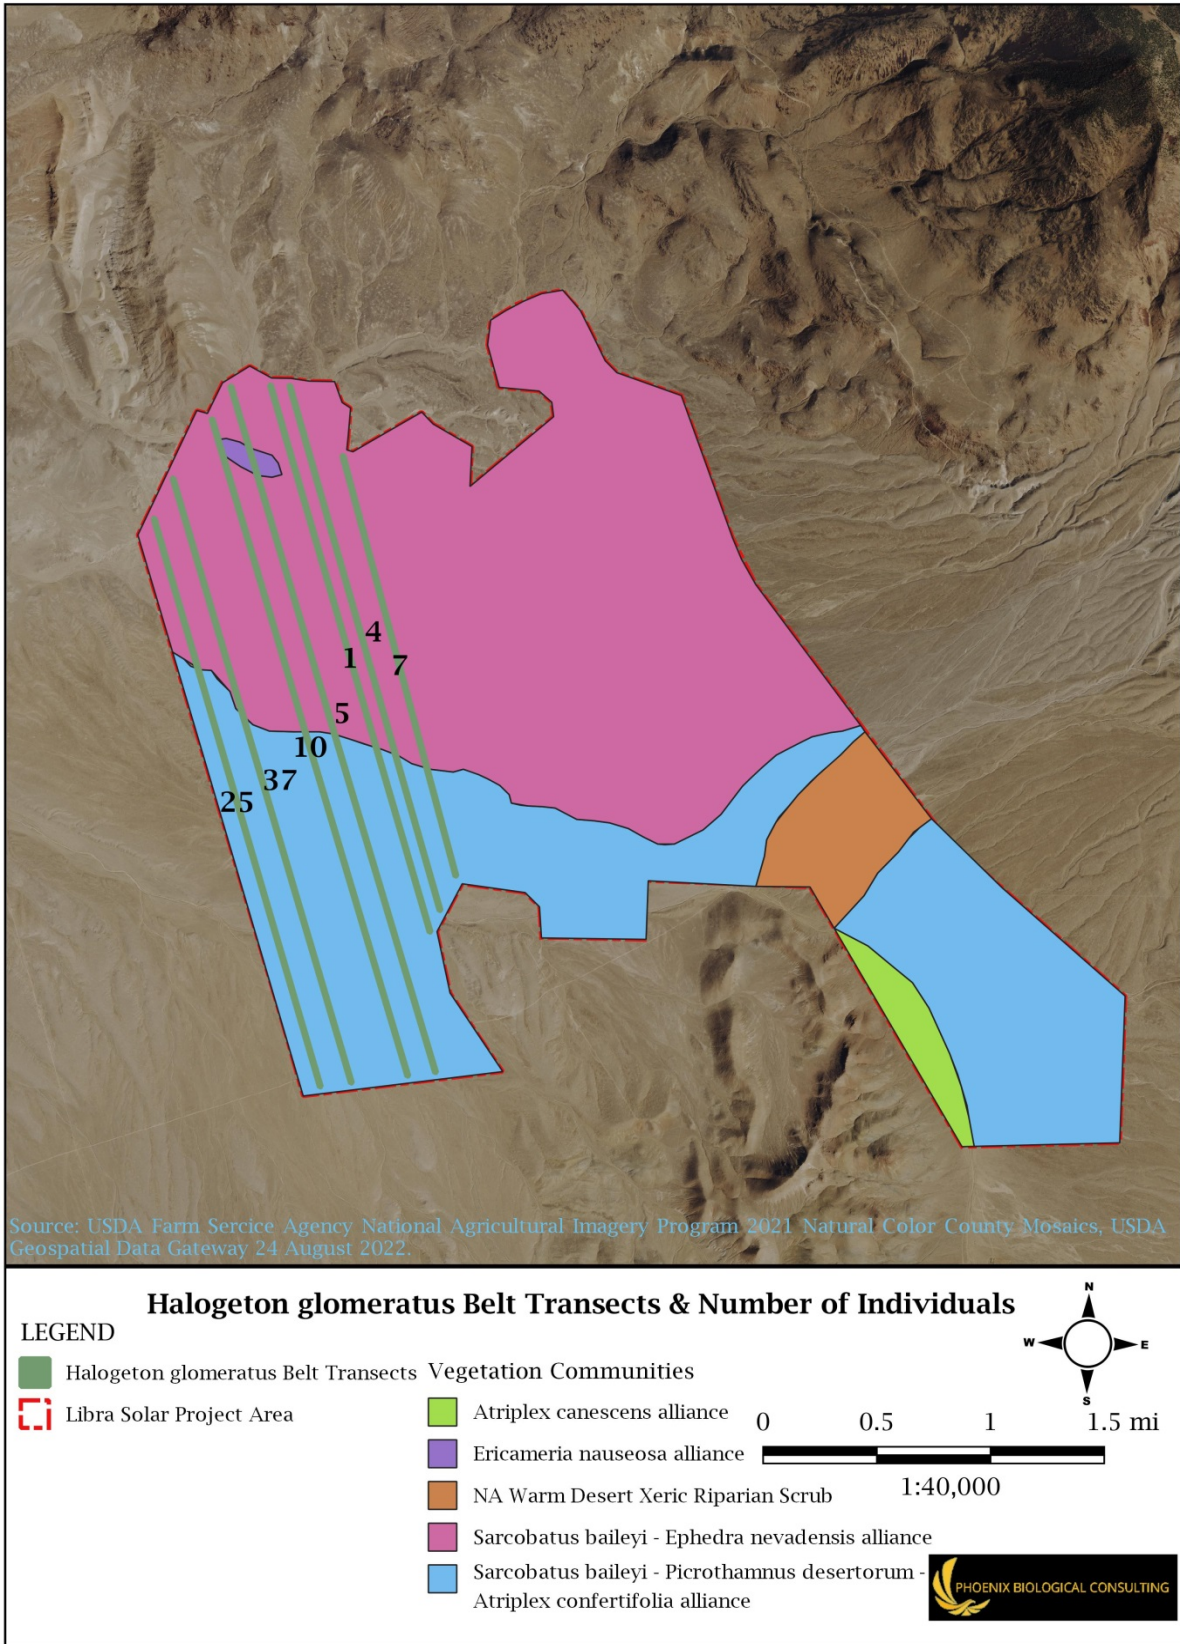 4
1
7
5
10
37
25
Source: USDA Farm Sercice Agency National Agricultural Imagery Program 2021 Natural Color County Mosaics, USDA
Geospatial Data Gateway 24 August 2022.
Halogeton glomeratus Belt Transects & Number of Individuals
N
W
E
S
LEGEND
Halogeton glomeratus Belt Transects
Libra Solar Project Area
Vegetation Communities
Atriplex canescens alliance
Ericameria nauseosa alliance
NA Warm Desert Xeric Riparian Scrub
Sarcobatus baileyi - Ephedra nevadensis alliance
Sarcobatus baileyi - Picrothamnus desertorum -
Atriplex confertifolia alliance
0 0.5 1 1.5 mi
1:40,000
PHOENIX BIOLOGICAL CONSULTING